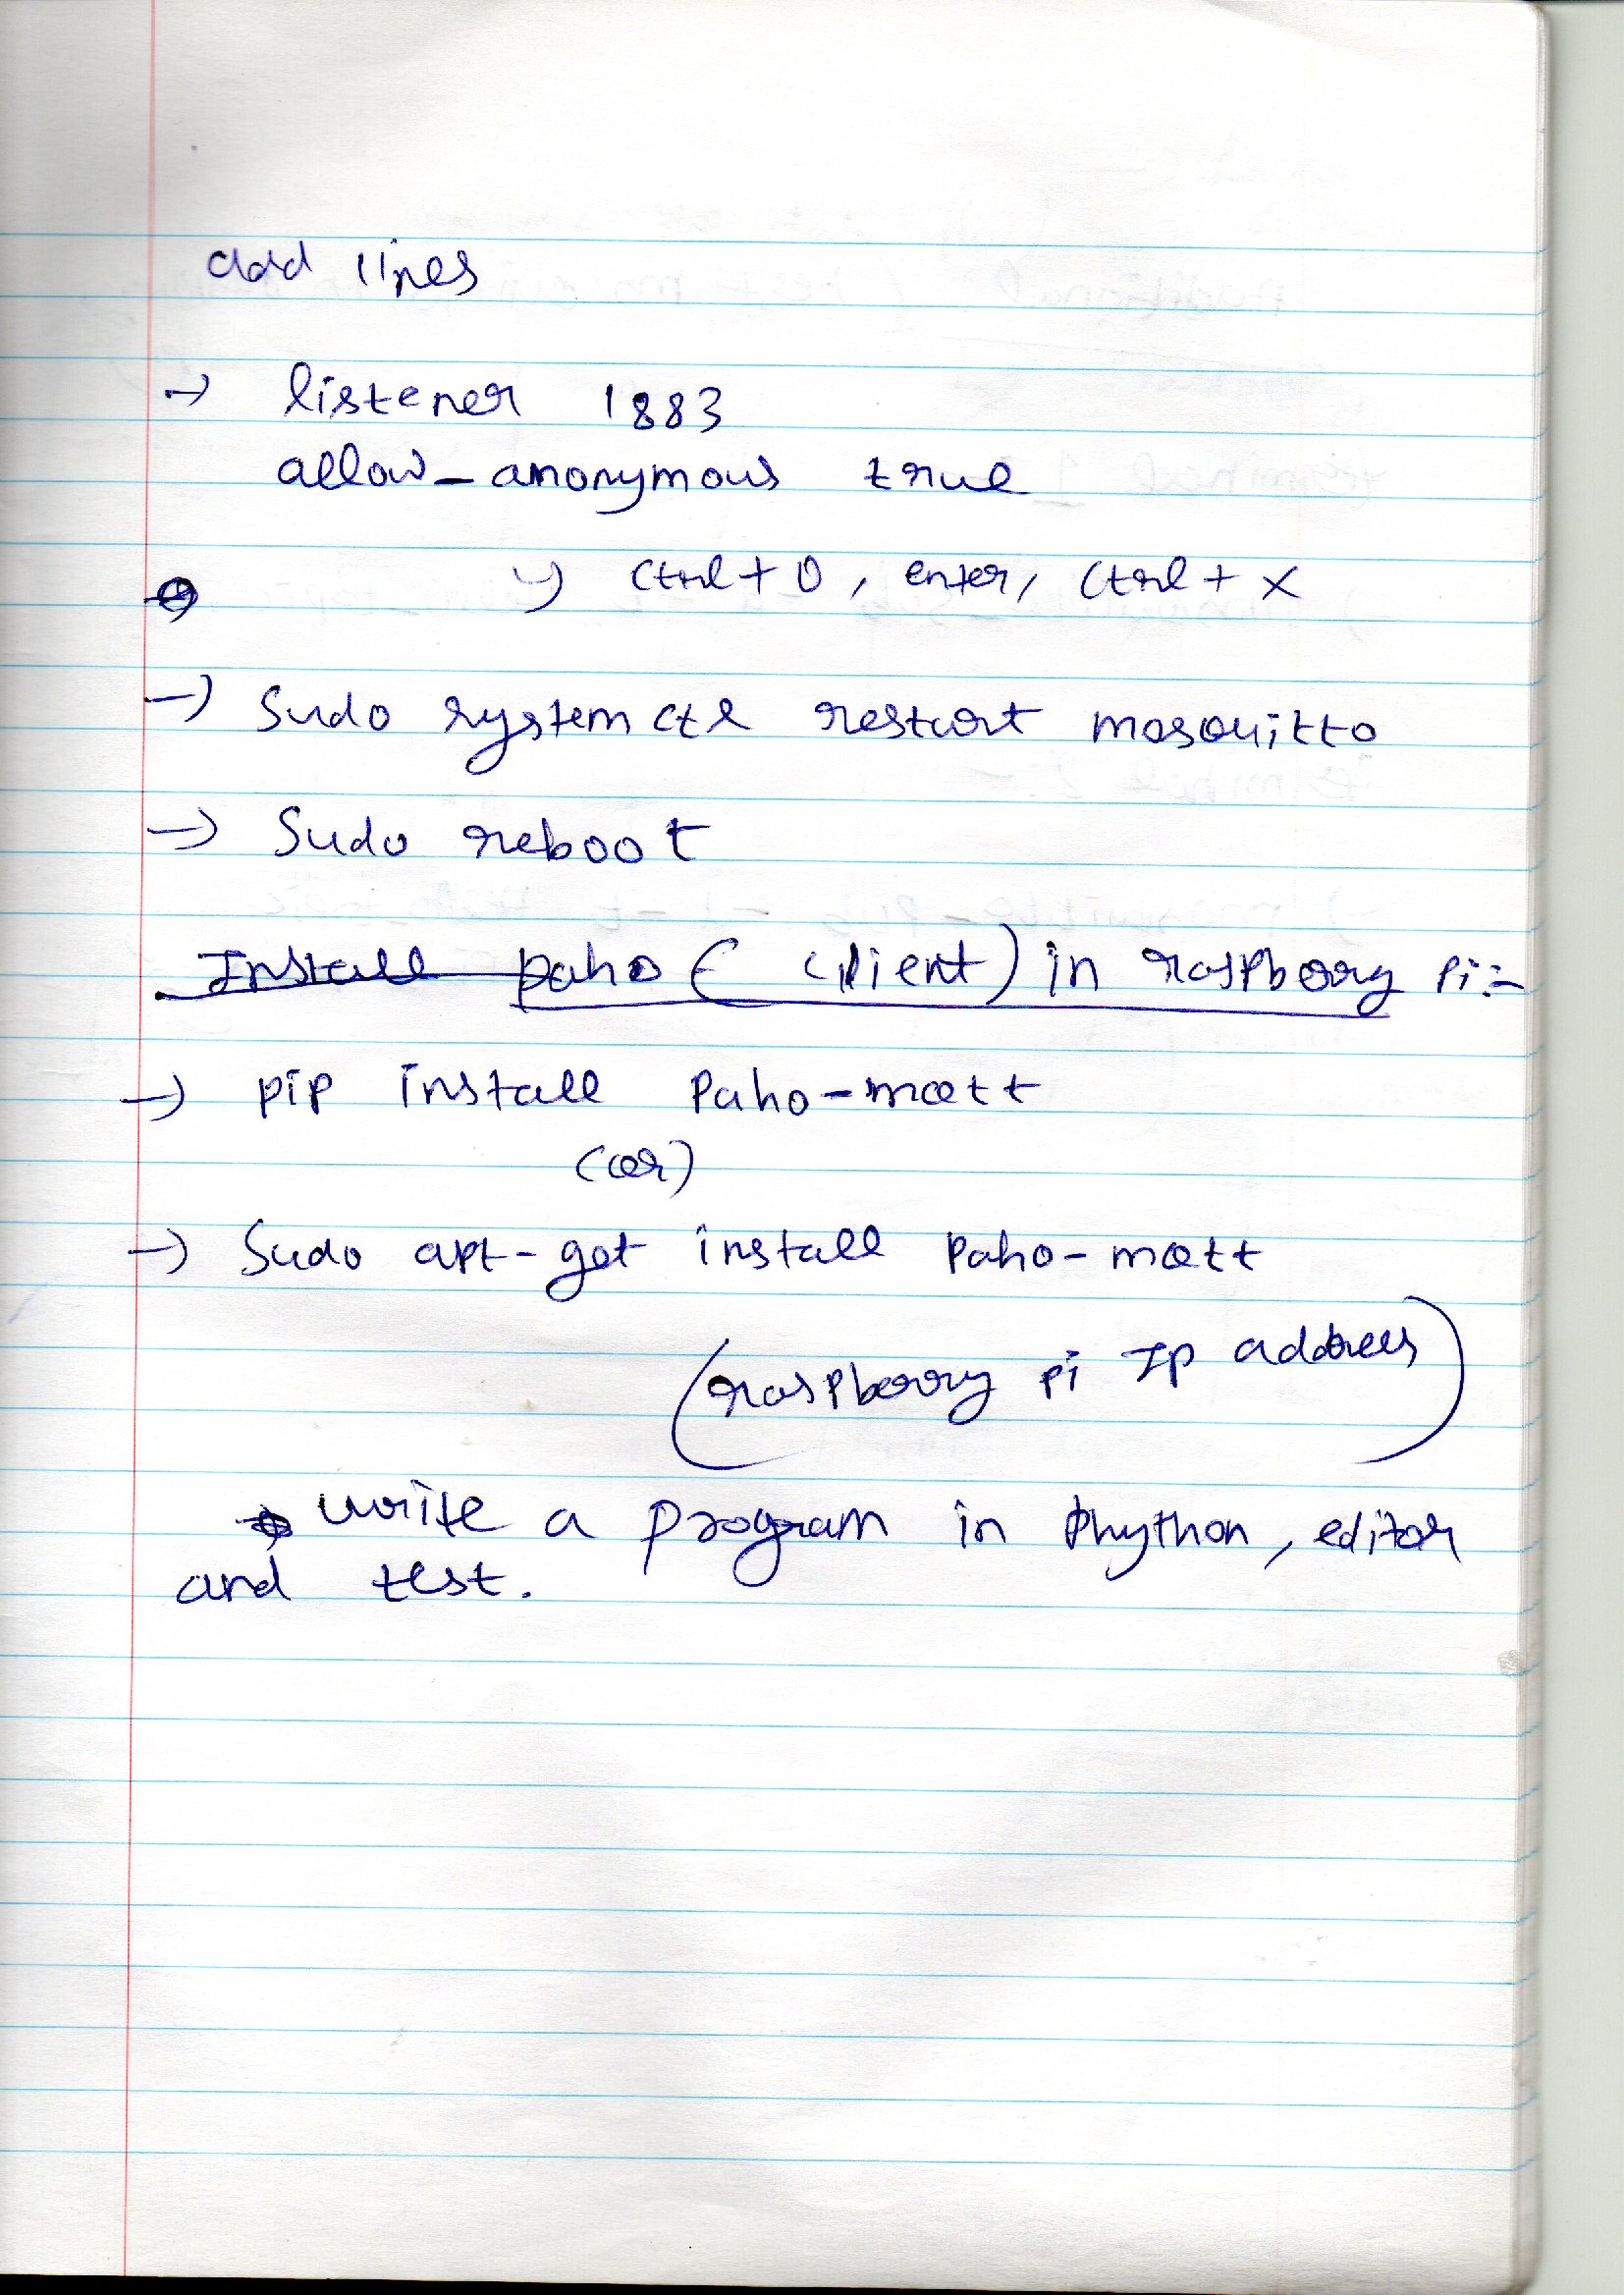 add lines
→ listener 1883
allow_anonymous true
↳ Ctrl + O, enter, Ctrl + X
→ Sudo systemctl restart mosquitto
→ Sudo reboot
Install paho (client) in raspberry Pi:-
→ pip install Paho-mqtt
(or)
→ Sudo apt-get install Paho-mqtt
(raspberry pi Ip address)
write a program in Phython, editor
and test.